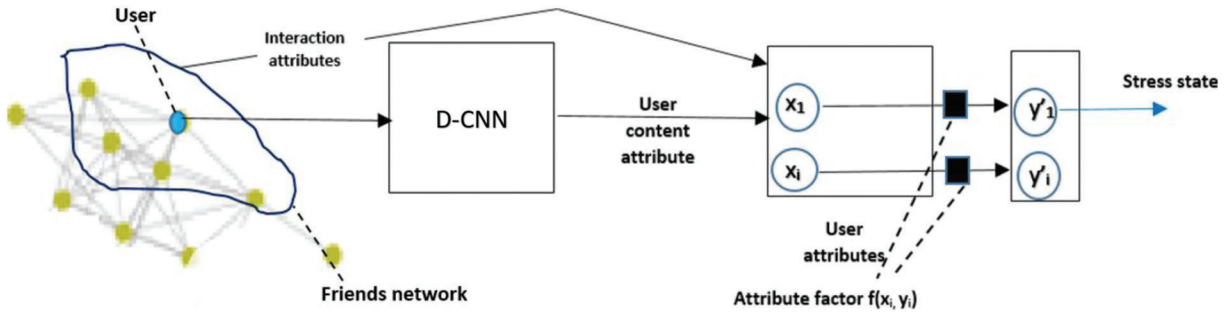 User
Interaction
attributes
D-CNN
User
content
attribute
x₁
xᵢ
y'₁
y'ᵢ
Stress state
User
attributes
Attribute factor f(xᵢ, yᵢ)
Friends network